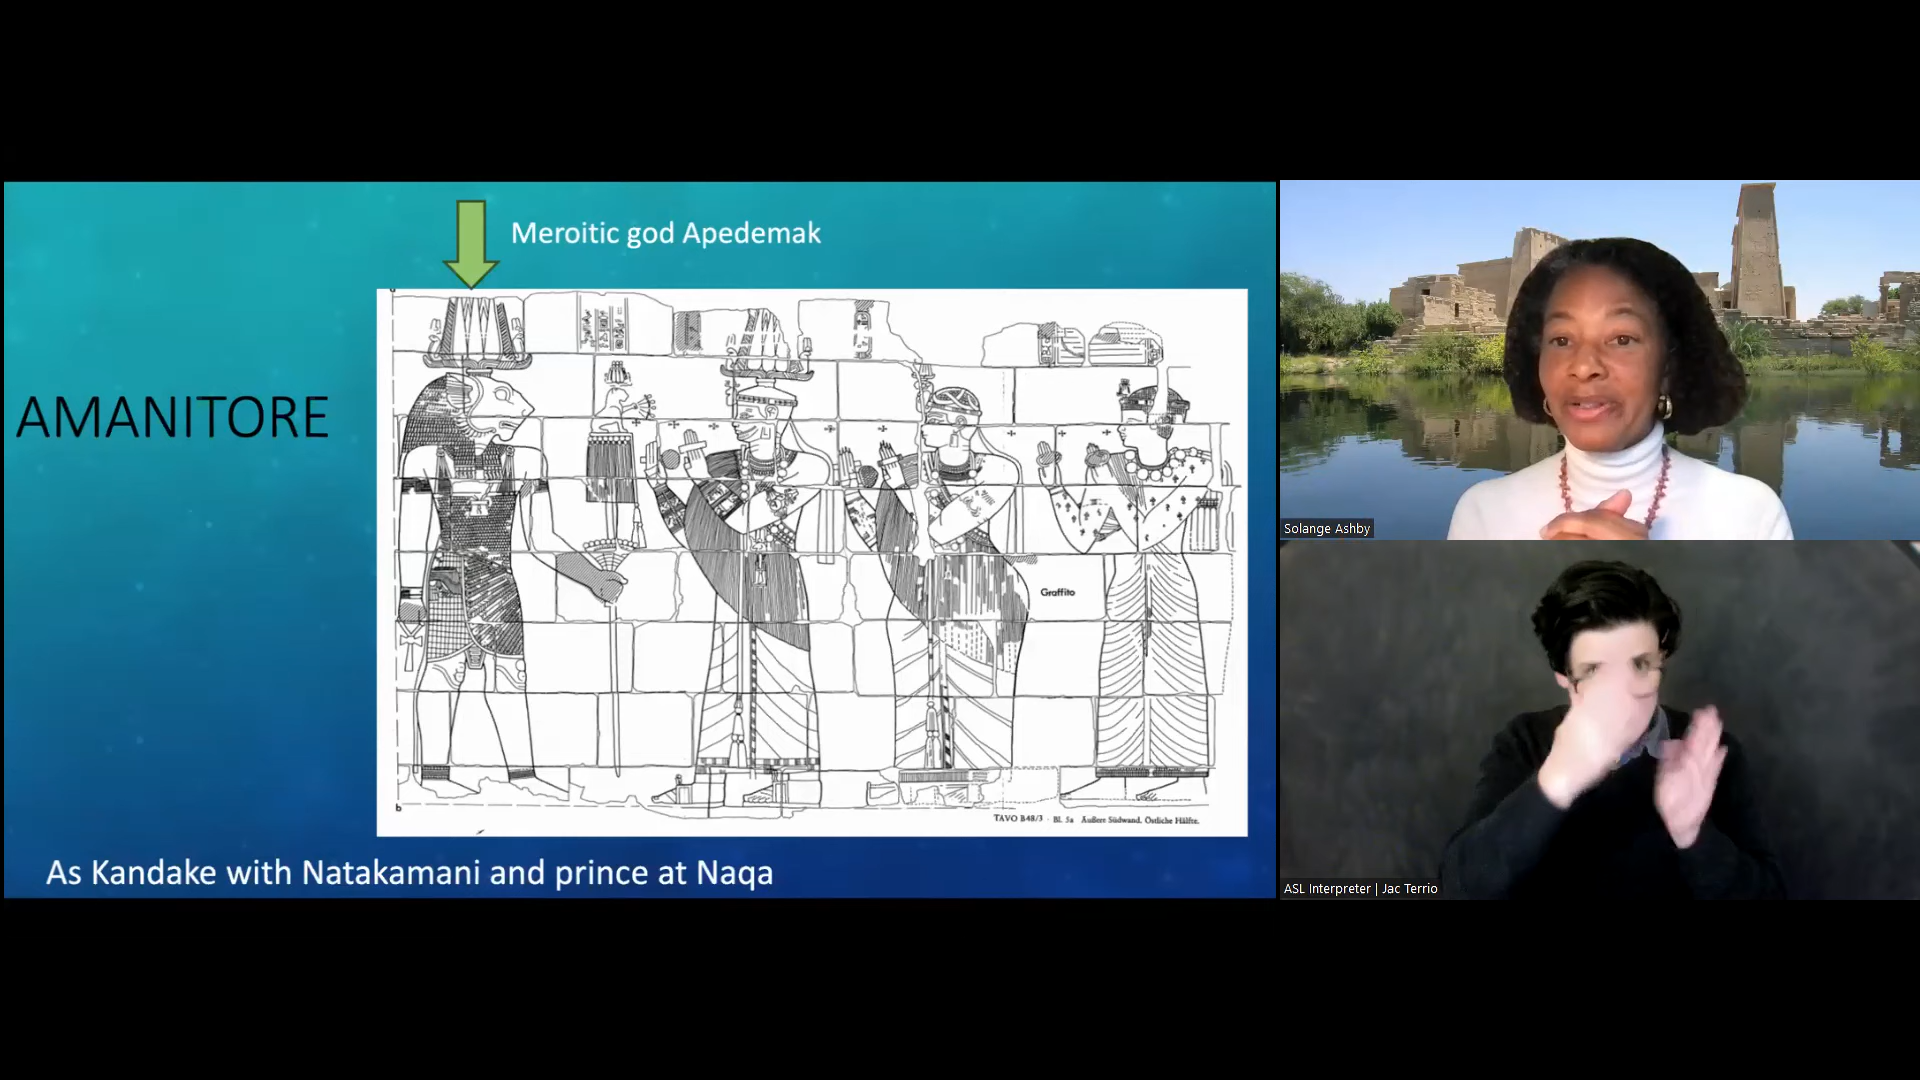 Meroitic god Apedemak
AMANITORE
Graffito
TAVO B48/3 · Bl. 5a Äußere Südwand. Östliche Hälfte.
As Kandake with Natakamani and prince at Naqa
Solange Ashby
ASL Interpreter | Jac Terrio